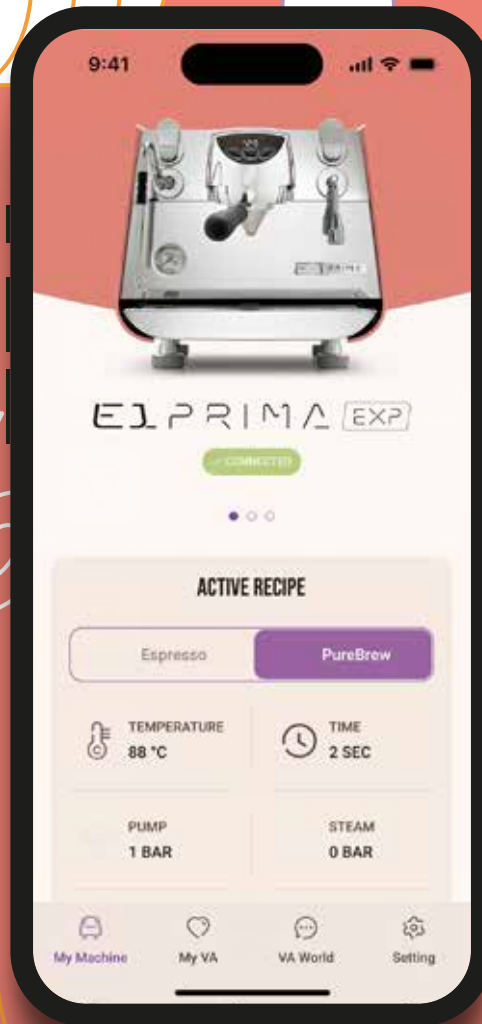 9:41
E1 PRIMA EXP
CONNECTED
ACTIVE RECIPE
Espresso
PureBrew
TEMPERATURE
88 °C
TIME
2 SEC
PUMP
1 BAR
STEAM
0 BAR
My Machine
My VA
VA World
Setting